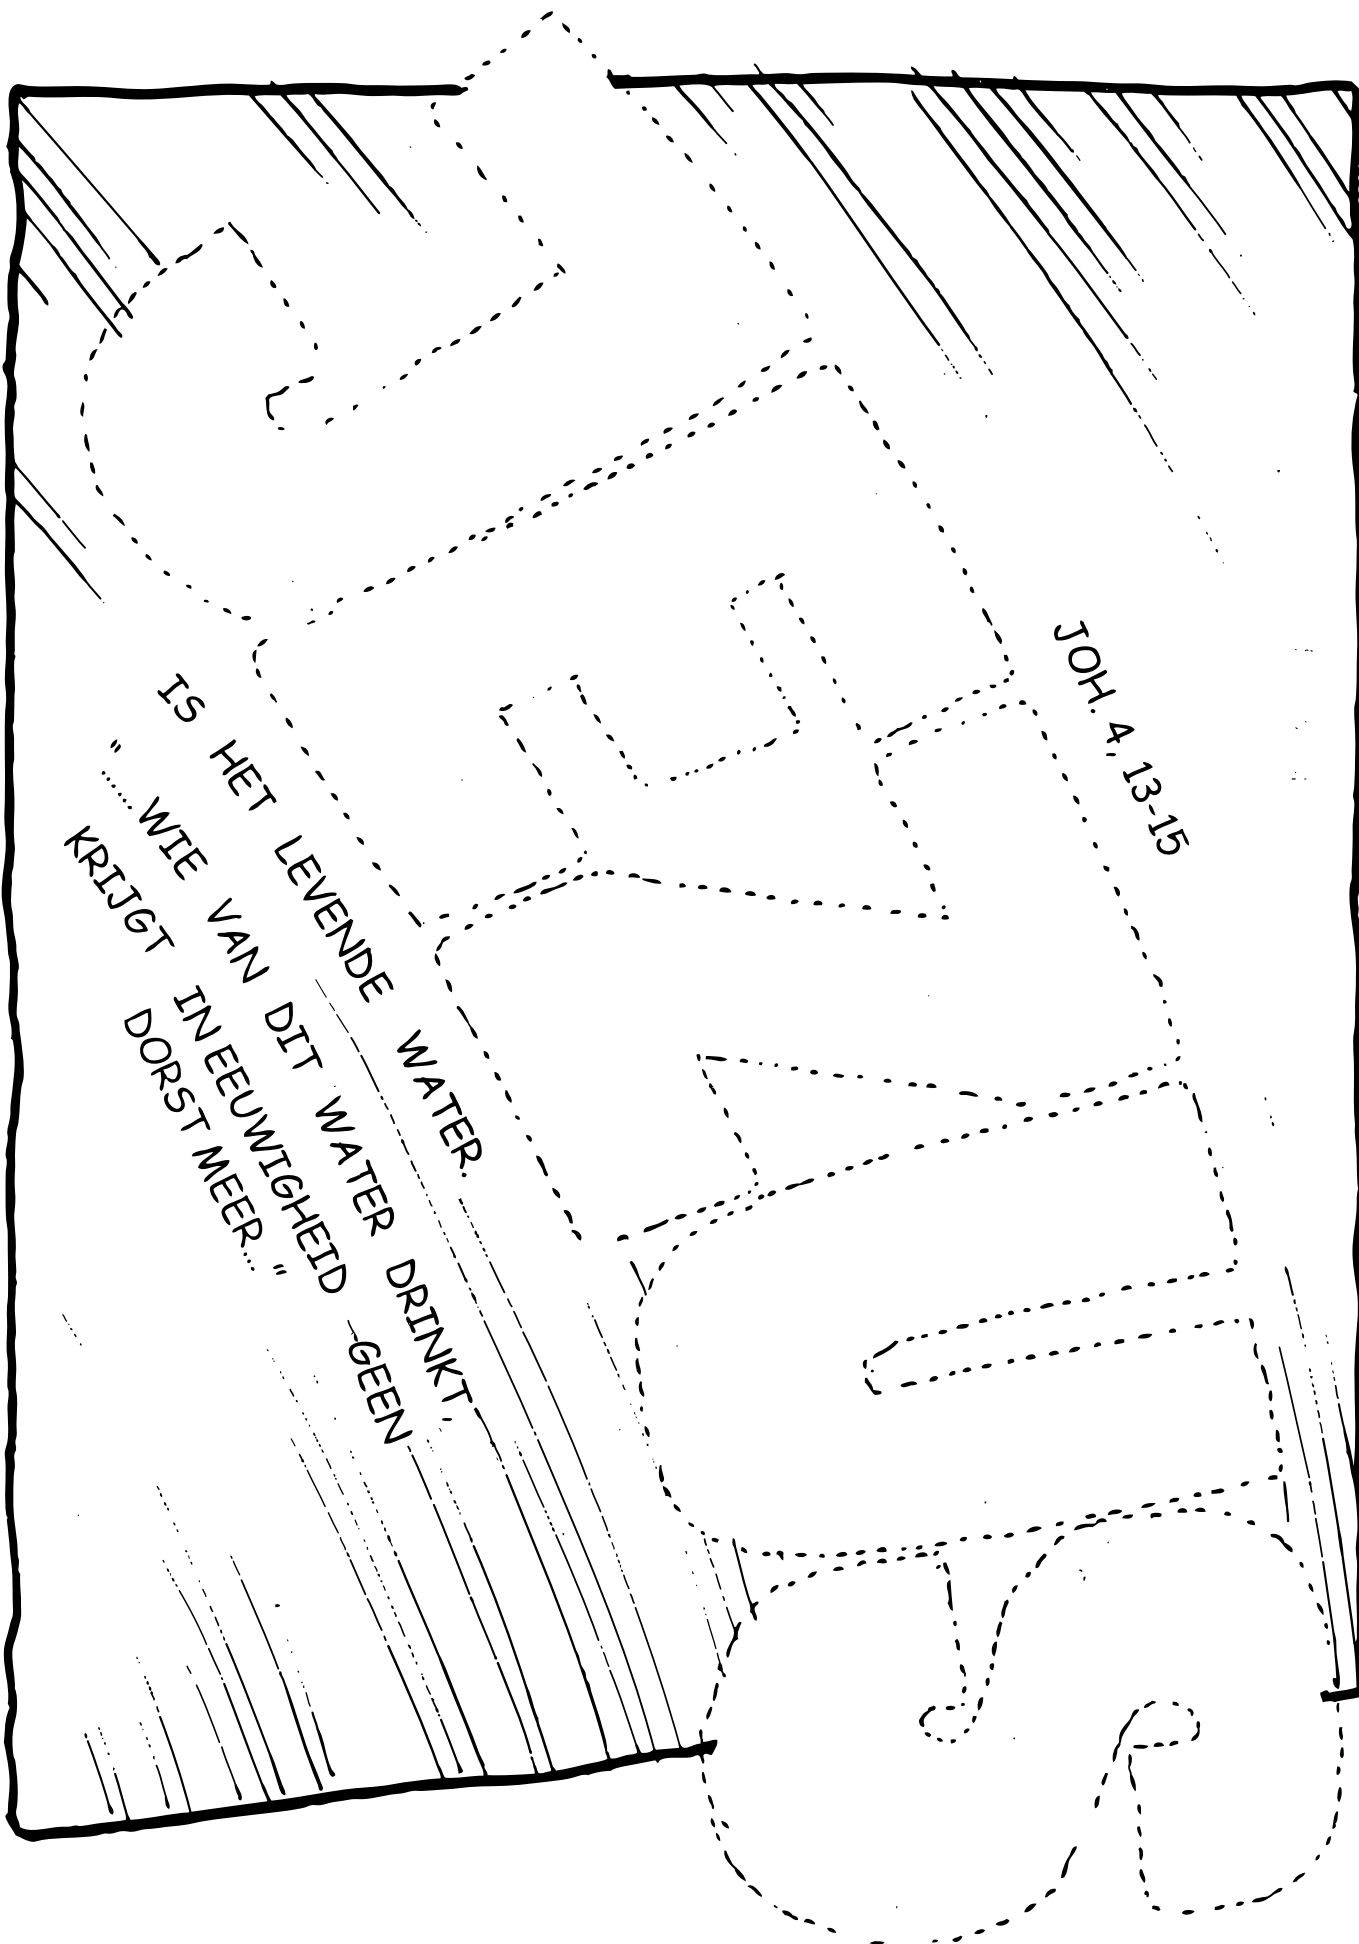 JOH. 4, 13-15
JEZUS
IS HET LEVENDE WATER.
"..... WIE VAN DIT WATER DRINKT,
KRIJGT IN EEUWIGHEID GEEN
DORST MEER...."